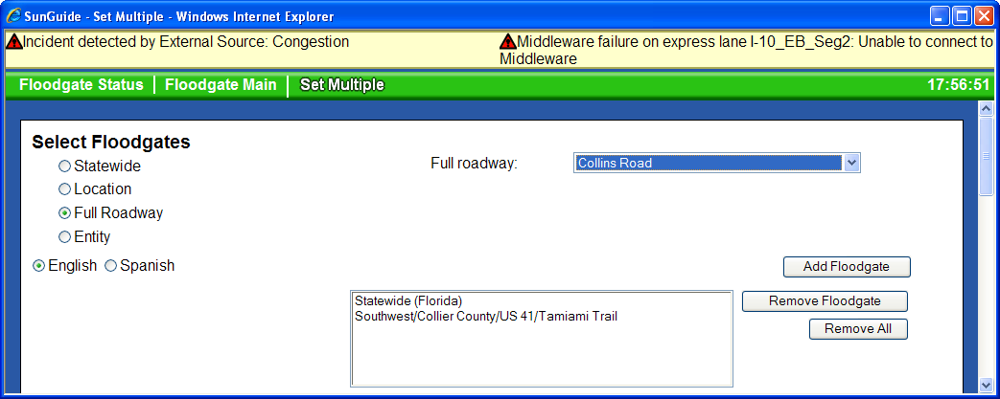 SunGuide - Set Multiple - Windows Internet Explorer
Incident detected by External Source: Congestion
Middleware failure on express lane I-10_EB_Seg2: Unable to connect to
Middleware
Floodgate Status | Floodgate Main | Set Multiple
17:56:51
Select Floodgates
Statewide
Location
Full Roadway
Entity
Full roadway:
Collins Road
English
Spanish
Add Floodgate
Statewide (Florida)
Southwest/Collier County/US 41/Tamiami Trail
Remove Floodgate
Remove All